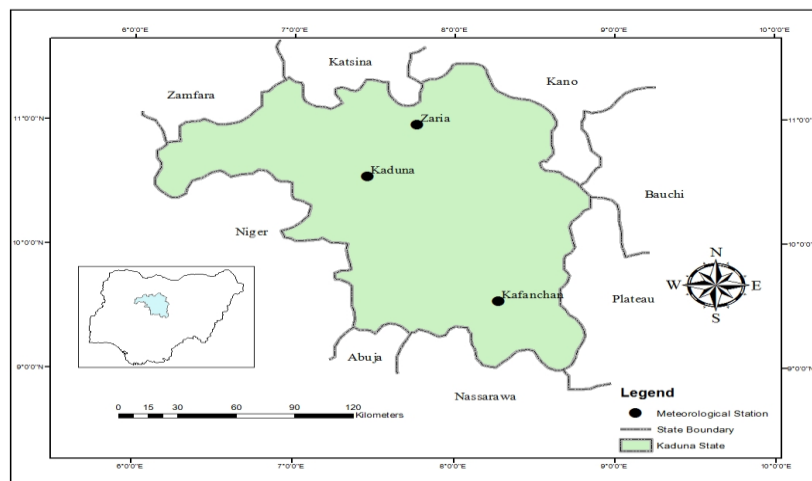 6°0'0"E 7°0'0"E 8°0'0"E 9°0'0"E 10°0'0"E
Katsina
Kano
Zamfara
11°0'0"N 11°0'0"N
Zaria
Kaduna
Bauchi
Niger
10°0'0"N 10°0'0"N
N
W E
S
Kafanchan
Plateau
Abuja
9°0'0"N 9°0'0"N
Nassarawa
0 15 30 60 90 120
Kilometers
Legend
Meteorological Station
State Boundary
Kaduna State
6°0'0"E 7°0'0"E 8°0'0"E 9°0'0"E 10°0'0"E